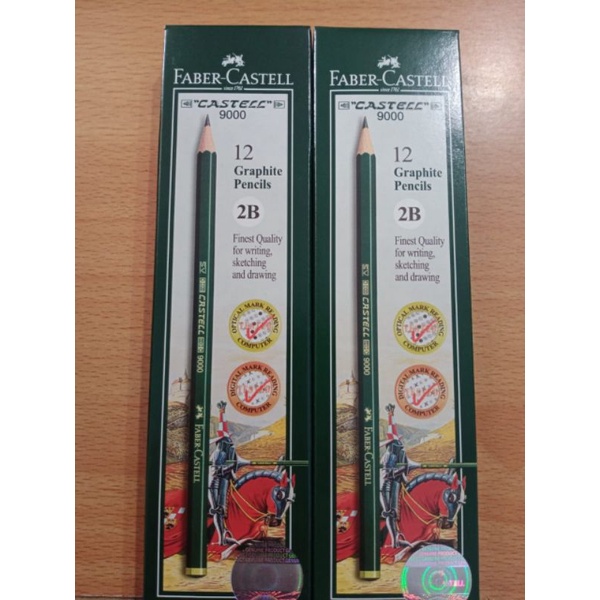 FABER-CASTELL
since 1761
"CASTELL"
9000
12
Graphite
Pencils
2B
Finest Quality
for writing,
sketching
and drawing
CASTELL 9000
FABER-CASTELL
OPTICAL MARK READING
COMPUTER
DIGITAL MARK READING
COMPUTER
FABER-CASTELL
since 1761
"CASTELL"
9000
12
Graphite
Pencils
2B
Finest Quality
for writing,
sketching
and drawing
CASTELL 9000
FABER-CASTELL
OPTICAL MARK READING
COMPUTER
DIGITAL MARK READING
COMPUTER